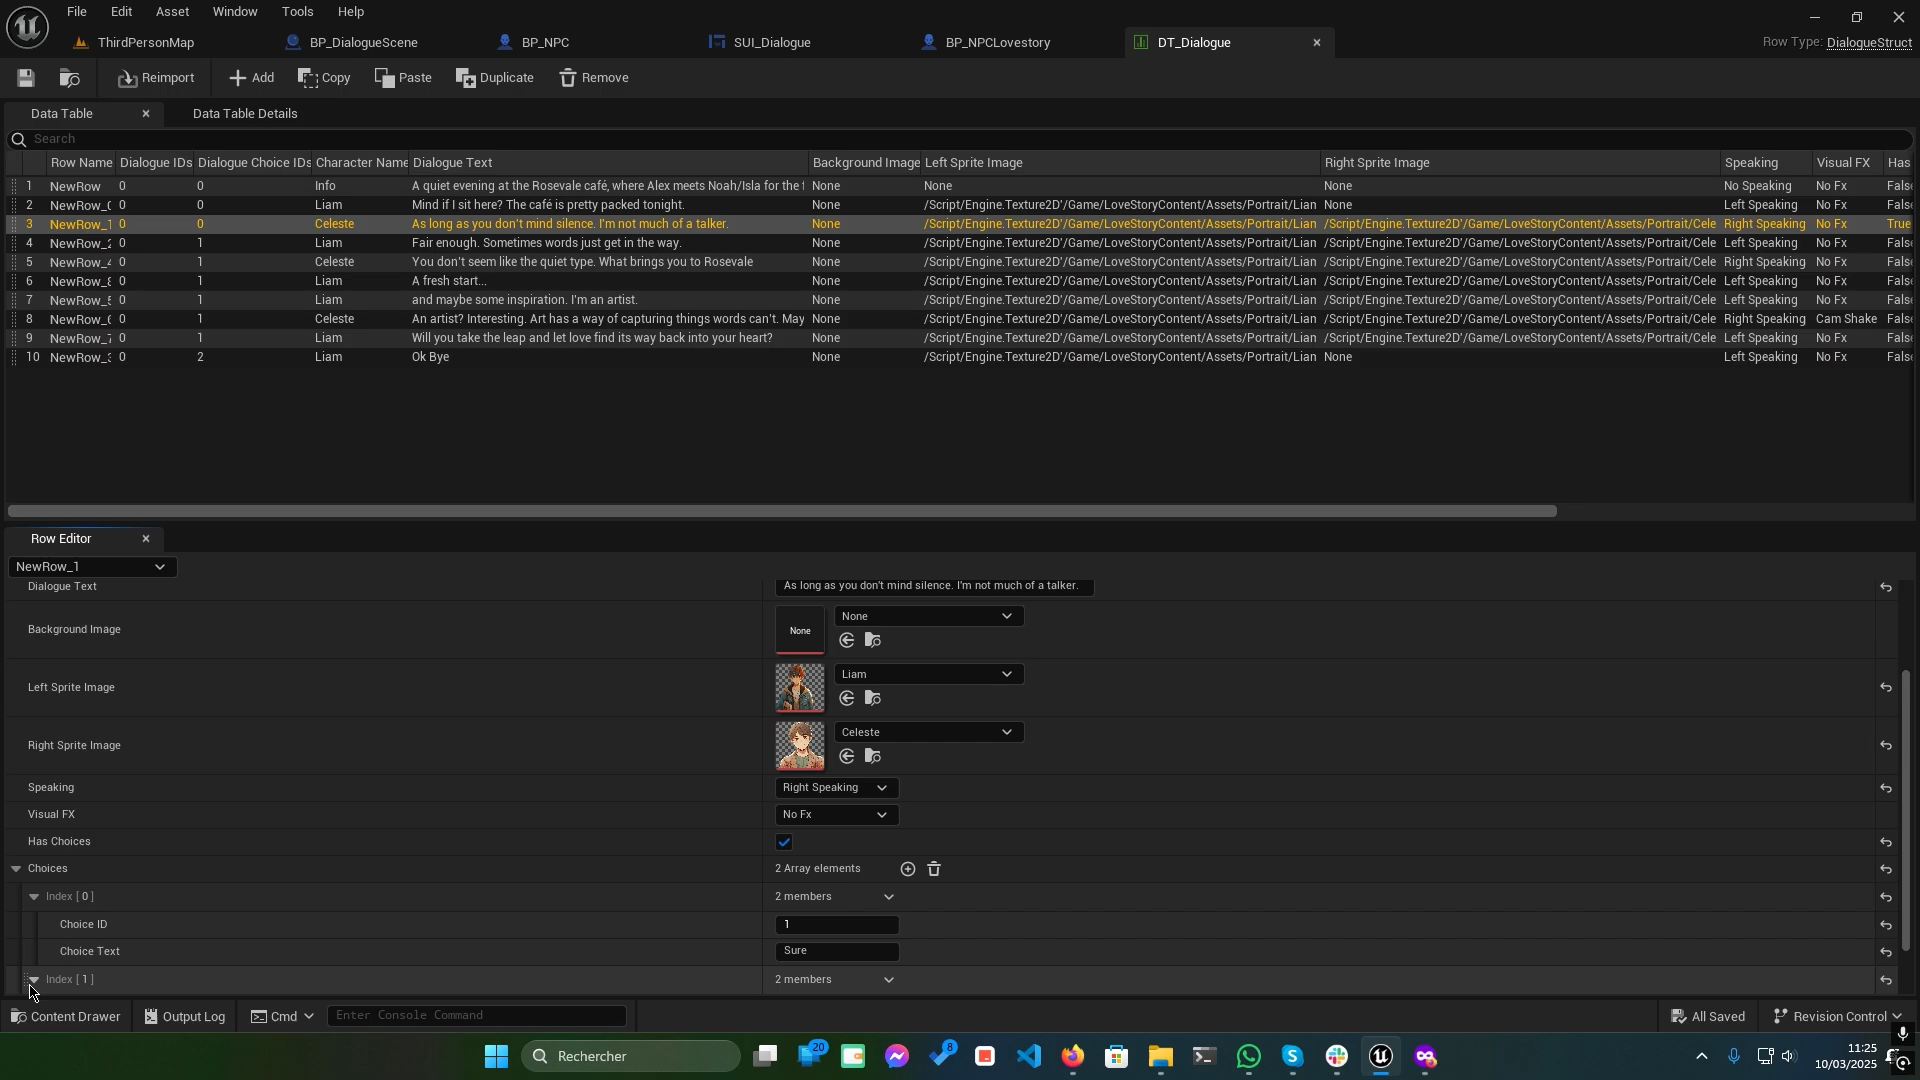 File Edit Asset Window Tools Help
ThirdPersonMap BP_DialogueScene BP_NPC SUI_Dialogue BP_NPCLovestory DT_Dialogue Row Type: DialogueStruct
Reimport Add Copy Paste Duplicate Remove
Data Table Data Table Details
Search
Row Name Dialogue IDs Dialogue Choice IDs Character Name Dialogue Text Background Image Left Sprite Image Right Sprite Image Speaking Visual FX Has
1 NewRow 0 0 Info A quiet evening at the Rosevale café, where Alex meets Noah/Isla for the None None None No Speaking No Fx False
2 NewRow_ 0 0 Liam Mind if I sit here? The café is pretty packed tonight. None /Script/Engine.Texture2D'/Game/LoveStoryContent/Assets/Portrait/Lian None Left Speaking No Fx False
3 NewRow_1 0 0 Celeste As long as you don't mind silence. I'm not much of a talker. None /Script/Engine.Texture2D'/Game/LoveStoryContent/Assets/Portrait/Lian /Script/Engine.Texture2D'/Game/LoveStoryContent/Assets/Portrait/Cele Right Speaking No Fx True
4 NewRow_2 0 1 Liam Fair enough. Sometimes words just get in the way. None /Script/Engine.Texture2D'/Game/LoveStoryContent/Assets/Portrait/Lian /Script/Engine.Texture2D'/Game/LoveStoryContent/Assets/Portrait/Cele Left Speaking No Fx False
5 NewRow_4 0 1 Celeste You don't seem like the quiet type. What brings you to Rosevale None /Script/Engine.Texture2D'/Game/LoveStoryContent/Assets/Portrait/Lian /Script/Engine.Texture2D'/Game/LoveStoryContent/Assets/Portrait/Cele Right Speaking No Fx False
6 NewRow_8 0 1 Liam A fresh start... None /Script/Engine.Texture2D'/Game/LoveStoryContent/Assets/Portrait/Lian /Script/Engine.Texture2D'/Game/LoveStoryContent/Assets/Portrait/Cele Left Speaking No Fx False
7 NewRow_5 0 1 Liam and maybe some inspiration. I'm an artist. None /Script/Engine.Texture2D'/Game/LoveStoryContent/Assets/Portrait/Lian /Script/Engine.Texture2D'/Game/LoveStoryContent/Assets/Portrait/Cele Left Speaking No Fx False
8 NewRow_6 0 1 Celeste An artist? Interesting. Art has a way of capturing things words can't. May None /Script/Engine.Texture2D'/Game/LoveStoryContent/Assets/Portrait/Lian /Script/Engine.Texture2D'/Game/LoveStoryContent/Assets/Portrait/Cele Right Speaking Cam Shake False
9 NewRow_7 0 1 Liam Will you take the leap and let love find its way back into your heart? None /Script/Engine.Texture2D'/Game/LoveStoryContent/Assets/Portrait/Lian /Script/Engine.Texture2D'/Game/LoveStoryContent/Assets/Portrait/Cele Left Speaking No Fx False
10 NewRow_3 0 2 Liam Ok Bye None /Script/Engine.Texture2D'/Game/LoveStoryContent/Assets/Portrait/Lian None Left Speaking No Fx False
Row Editor
NewRow_1
Dialogue Text As long as you don't mind silence. I'm not much of a talker.
Background Image None None
Left Sprite Image Liam
Right Sprite Image Celeste
Speaking Right Speaking
Visual FX No Fx
Has Choices
Choices 2 Array elements
Index [ 0 ] 2 members
Choice ID 1
Choice Text Sure
Index [ 1 ] 2 members
Content Drawer Output Log Cmd Enter Console Command All Saved Revision Control
Rechercher 20 8 11:25
10/03/2025